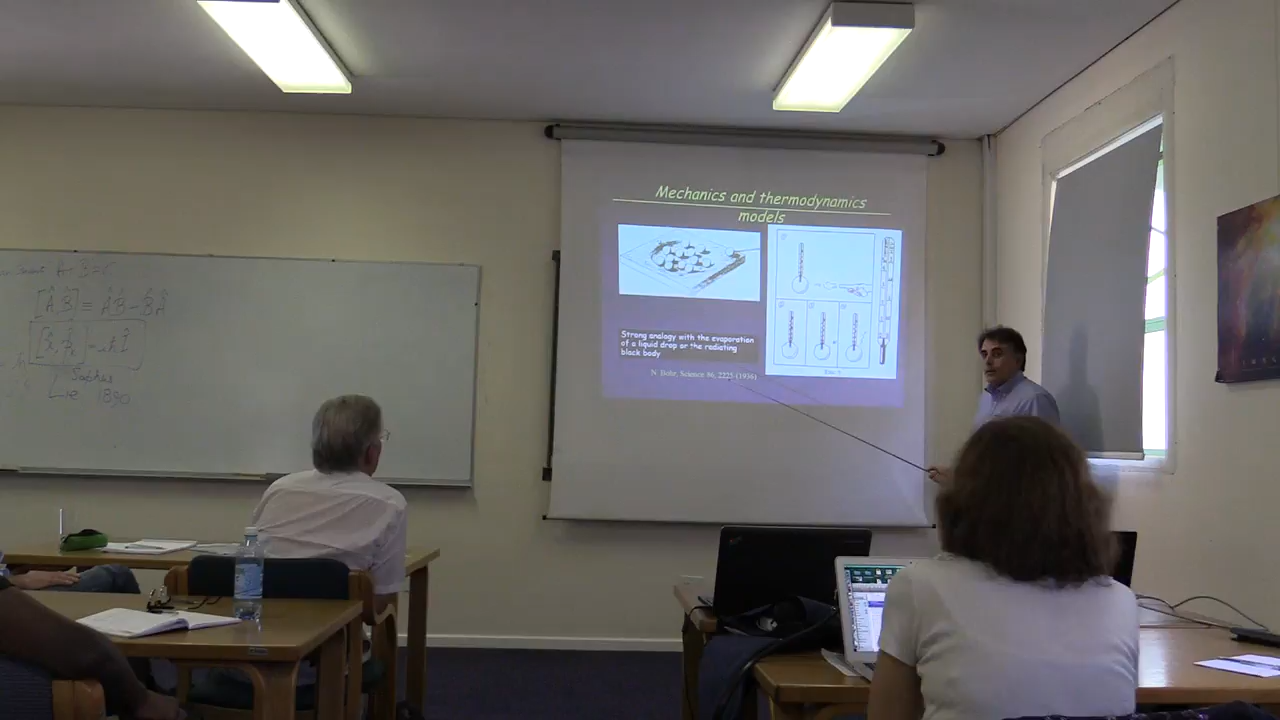 [Â,B̂] ≡ ÂB̂ - B̂Â
Sophus
Lie 1890
Mechanics and thermodynamics
models
Strong analogy with the evaporation
of a liquid drop or the radiating
black body
N. Bohr, Science 86, 2225 (1936)